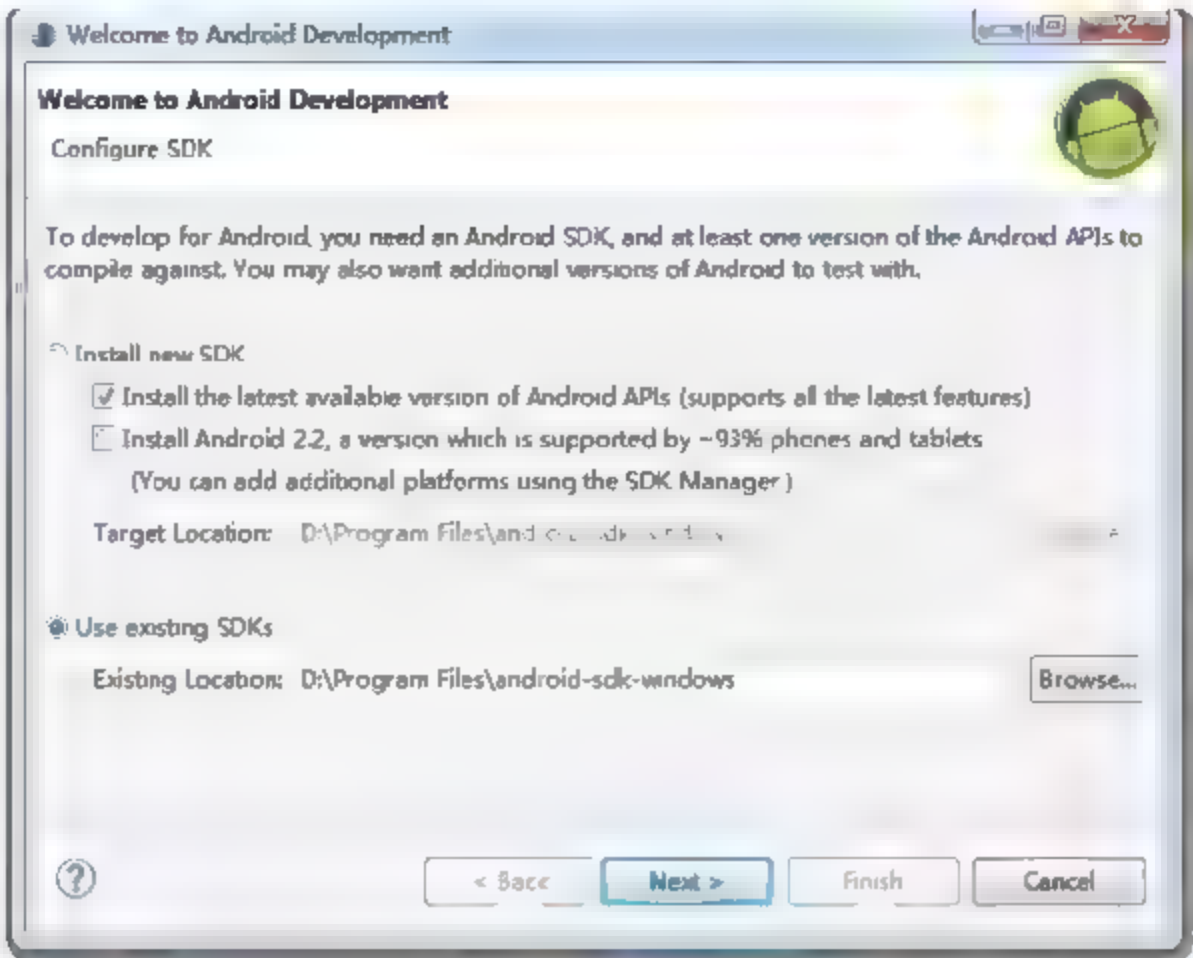 Welcome to Android Development
Welcome to Android Development
Configure SDK
To develop for Android, you need an Android SDK, and at least one version of the Android APIs to
compile against. You may also want additional versions of Android to test with.
Install new SDK
Install the latest available version of Android APIs (supports all the latest features)
Install Android 2.2, a version which is supported by ~93% phones and tablets
(You can add additional platforms using the SDK Manager.)
Target Location: D:\Program
Use existing SDKs
Existing Location: D:\Program Files\android-sdk-windows Browse...
< Back Next > Finish Cancel